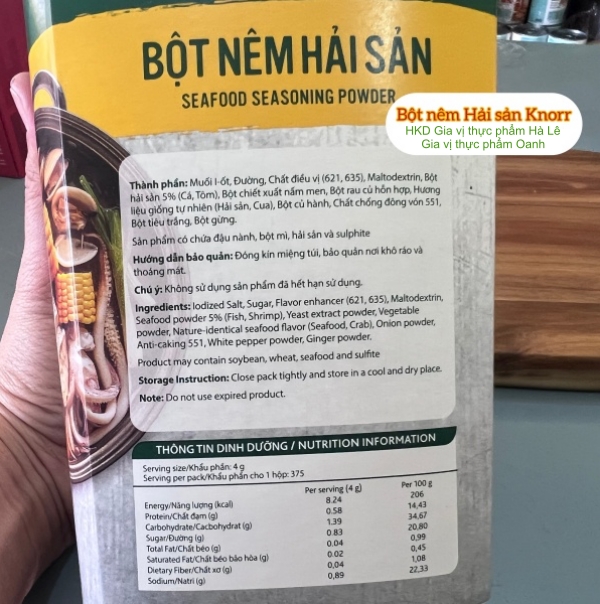 BỘT NÊM HẢI SẢN
SEAFOOD SEASONING POWDER
Bột nêm Hải sản Knorr
HKD Gia vị thực phẩm Hà Lê
Gia vị thực phẩm Oanh
Thành phần: Muối I-ốt, Đường, Chất điều vị (621, 635), Maltodextrin, Bột
hải sản 5% (Cá, Tôm), Bột chiết xuất nấm men, Bột rau củ hỗn hợp, Hương
liệu giống tự nhiên (Hải sản, Cua), Bột củ hành, Chất chống đông vón 551,
Bột tiêu trắng, Bột gừng.
Sản phẩm có chứa đậu nành, bột mì, hải sản và sulphite
Hướng dẫn bảo quản: Đóng kín miệng túi, bảo quản nơi khô ráo và
thoáng mát.
Chú ý: Không sử dụng sản phẩm đã hết hạn sử dụng.
Ingredients: Iodized Salt, Sugar, Flavor enhancer (621, 635), Maltodextrin,
Seafood powder 5% (Fish, Shrimp), Yeast extract powder, Vegetable
powder, Nature-identical seafood flavor (Seafood, Crab), Onion powder,
Anti-caking 551, White pepper powder, Ginger powder.
Product may contain soybean, wheat, seafood and sulfite
Storage Instruction: Close pack tightly and store in a cool and dry place.
Note: Do not use expired product.
THÔNG TIN DINH DƯỠNG / NUTRITION INFORMATION
Serving size/Khẩu phần: 4 g
Serving per pack/Khẩu phần cho 1 hộp: 375
Per serving (4 g) Per 100 g
Energy/Năng lượng (kcal) 8.24 206
Protein/Chất đạm (g) 0.58 14,43
Carbohydrate/Cacbohydrat (g) 1.39 34,67
Sugar/Đường (g) 0.83 20,80
Total Fat/Chất béo (g) 0.04 0,99
Saturated Fat/Chất béo bão hòa (g) 0.02 0,45
Dietary Fiber/Chất xơ (g) 0,04 1,08
Sodium/Natri (g) 0,89 22,33